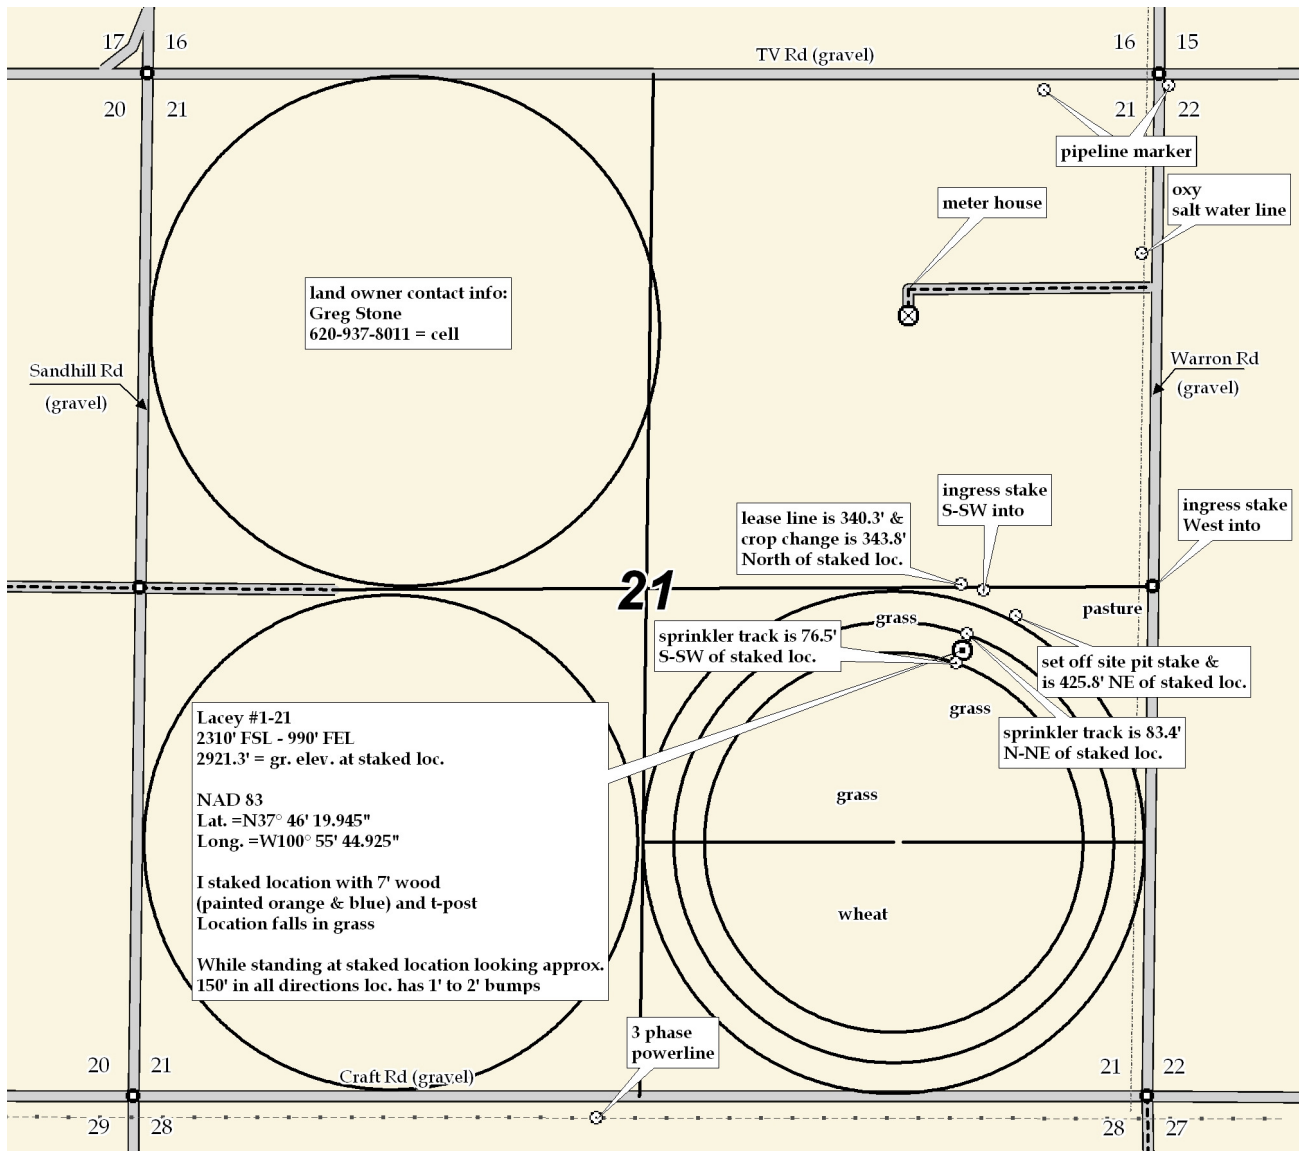 17 16
16 15
TV Rd (gravel)
20 21
21 22
pipeline marker
oxy
salt water line
meter house
land owner contact info:
Greg Stone
620-937-8011 = cell
Sandhill Rd
(gravel)
Warron Rd
(gravel)
ingress stake
S-SW into
ingress stake
West into
lease line is 340.3' &
crop change is 343.8'
North of staked loc.
21
pasture
grass
sprinkler track is 76.5'
S-SW of staked loc.
set off site pit stake &
is 425.8' NE of staked loc.
grass
sprinkler track is 83.4'
N-NE of staked loc.
Lacey #1-21
2310' FSL - 990' FEL
2921.3' = gr. elev. at staked loc.
NAD 83
Lat. =N37° 46' 19.945"
Long. =W100° 55' 44.925"
I staked location with 7' wood
(painted orange & blue) and t-post
Location falls in grass
While standing at staked location looking approx.
150' in all directions loc. has 1' to 2' bumps
grass
wheat
3 phase
powerline
20 21
21 22
Craft Rd (gravel)
29 28
28 27